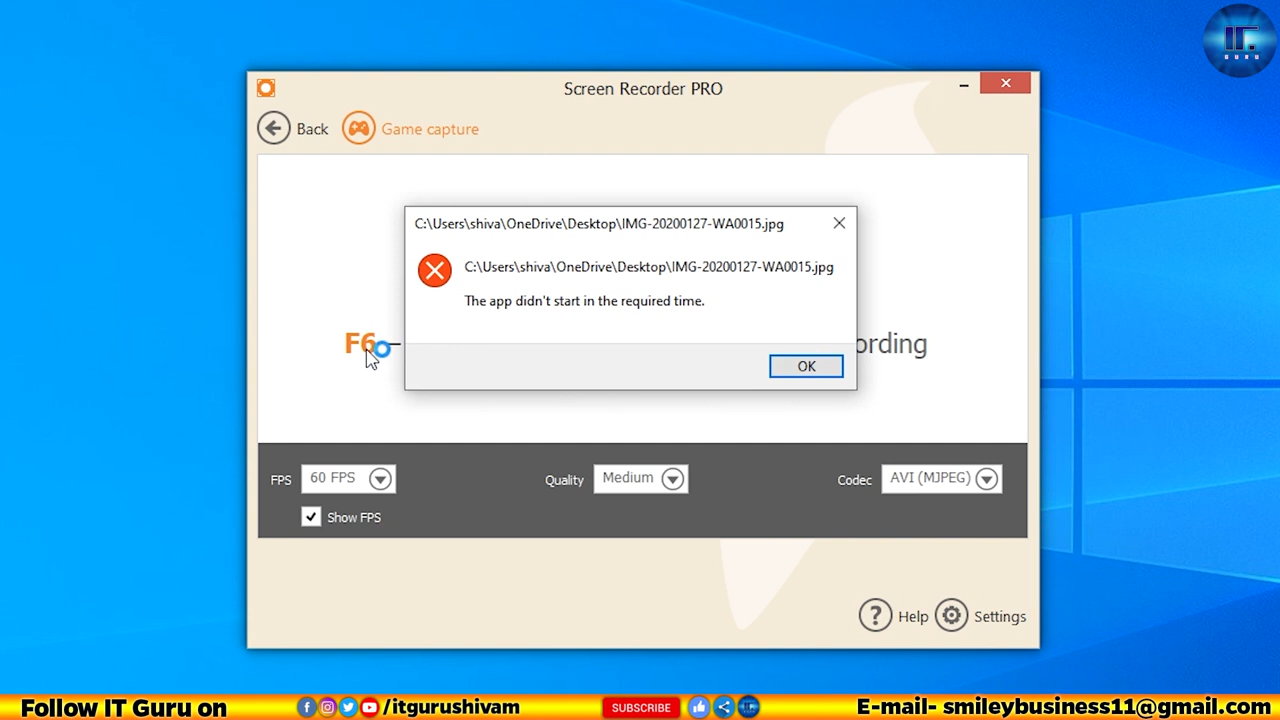 IT.
GURU
Screen Recorder PRO
Back
Game capture
C:\Users\shiva\OneDrive\Desktop\IMG-20200127-WA0015.jpg
C:\Users\shiva\OneDrive\Desktop\IMG-20200127-WA0015.jpg
The app didn't start in the required time.
F6 – ording
OK
FPS 60 FPS Quality Medium Codec AVI (MJPEG)
Show FPS
? Help Settings
Follow IT Guru on /itgurushivam SUBSCRIBE E-mail- smileybusiness11@gmail.com